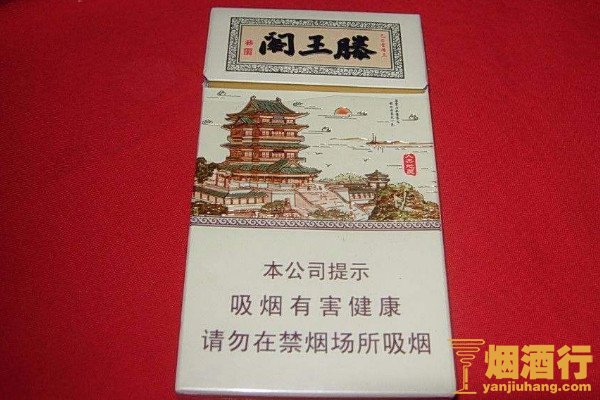 滕王閣
本公司提示
吸烟有害健康
请勿在禁烟场所吸烟
烟酒行
yanjiuhang.com